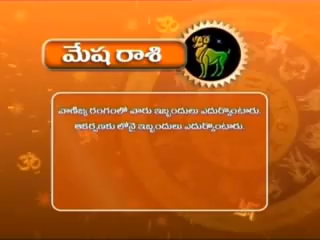 మేష రాశి
వాణిజ్య రంగంలో వారు ఇబ్బందులు ఎదుర్కొంటారు.
ఆకర్షణకు లోనై ఇబ్బందులు ఎదుర్కొంటారు.